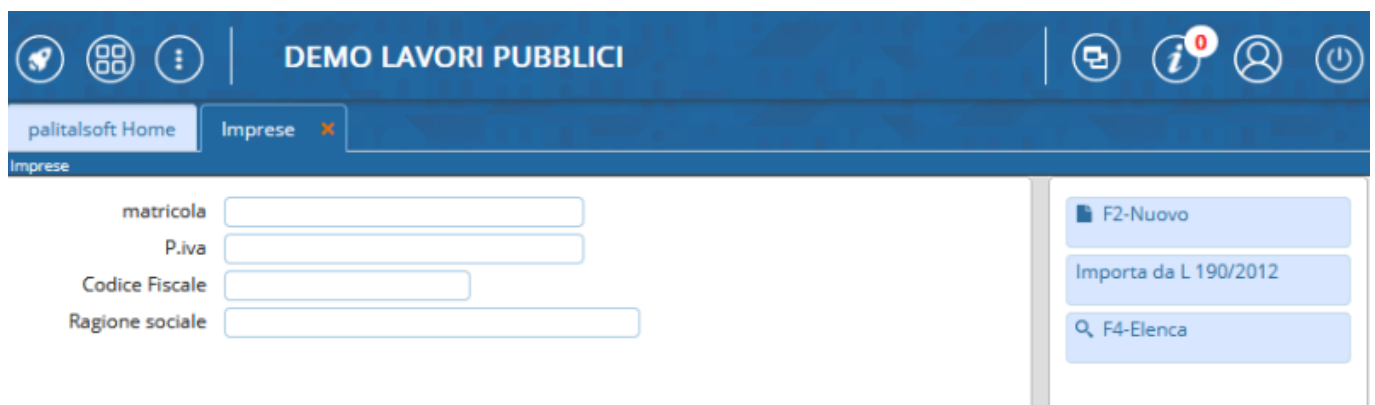 DEMO LAVORI PUBBLICI
0
palitalsoft Home
Imprese
Imprese
matricola
P.iva
Codice Fiscale
Ragione sociale
F2-Nuovo
Importa da L 190/2012
F4-Elenca